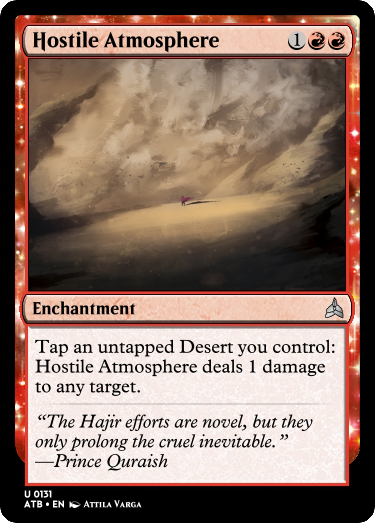 Hostile Atmosphere 1
Enchantment
Tap an untapped Desert you control:
Hostile Atmosphere deals 1 damage
to any target.
“The Hajir efforts are novel, but they
only prolong the cruel inevitable.”
—Prince Quraish
U 0131
ATB • EN Attila Varga